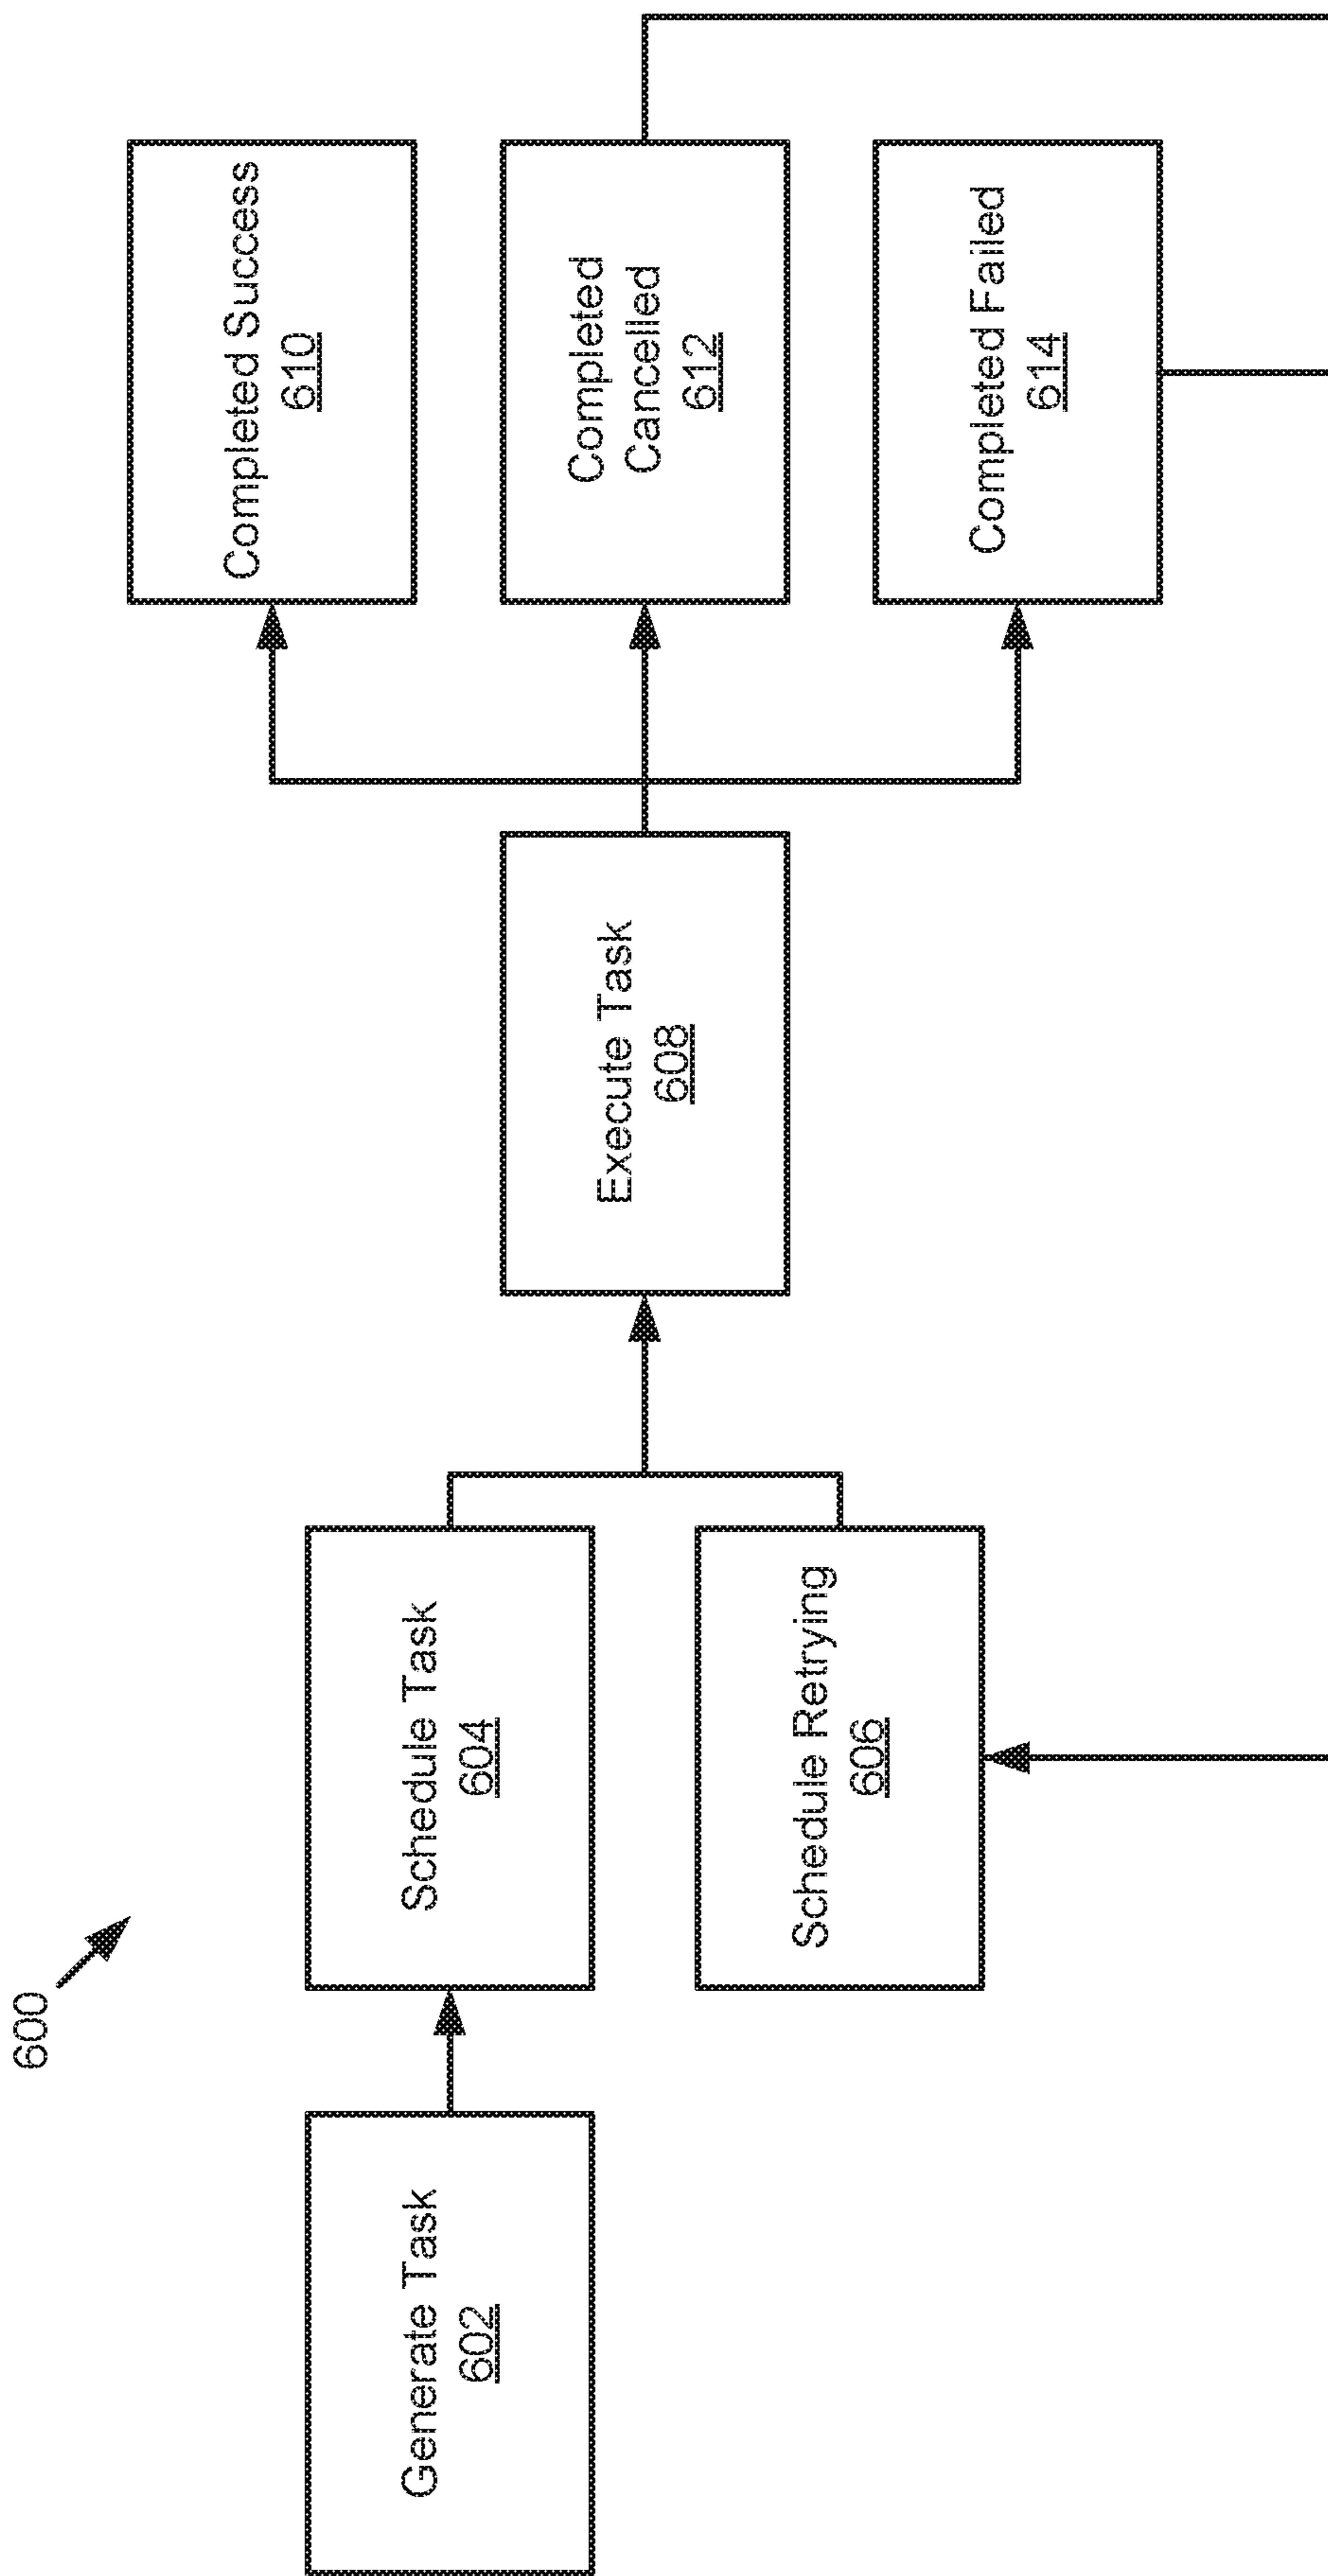 600
Generate Task
602
Schedule Task
604
Schedule Retrying
606
Execute Task
608
Completed Success
610
Completed
Cancelled
612
Completed Failed
614